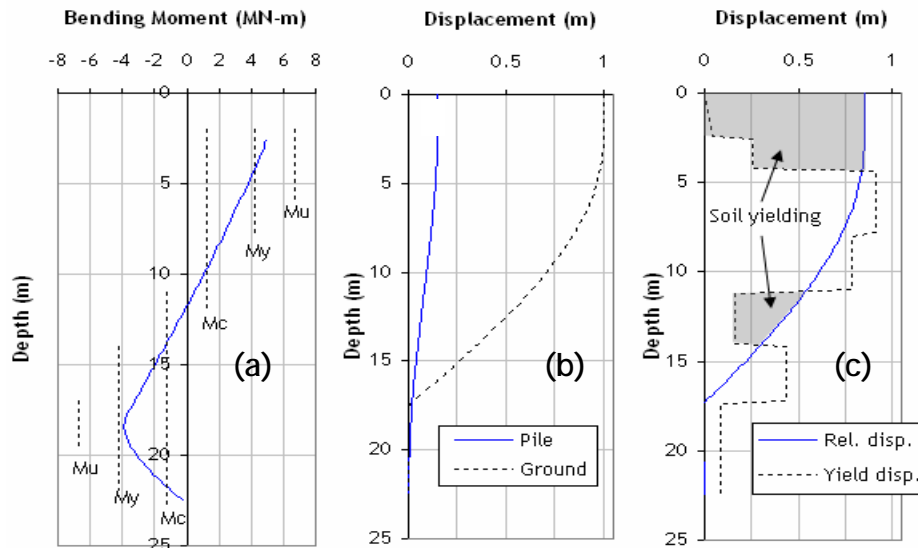 Bending Moment (MN-m)
-8 -6 -4 -2 0 2 4 6 8
0
5
10
15
20
25
Depth (m)
Mu
My
Mc
Mc
My
Mu
(a)
Displacement (m)
0 0.5 1
0
5
10
15
20
25
Depth (m)
(b)
Pile
Ground
Displacement (m)
0 0.5 1
0
5
10
15
20
25
Depth (m)
Soil yielding
(c)
Rel. disp.
Yield disp.